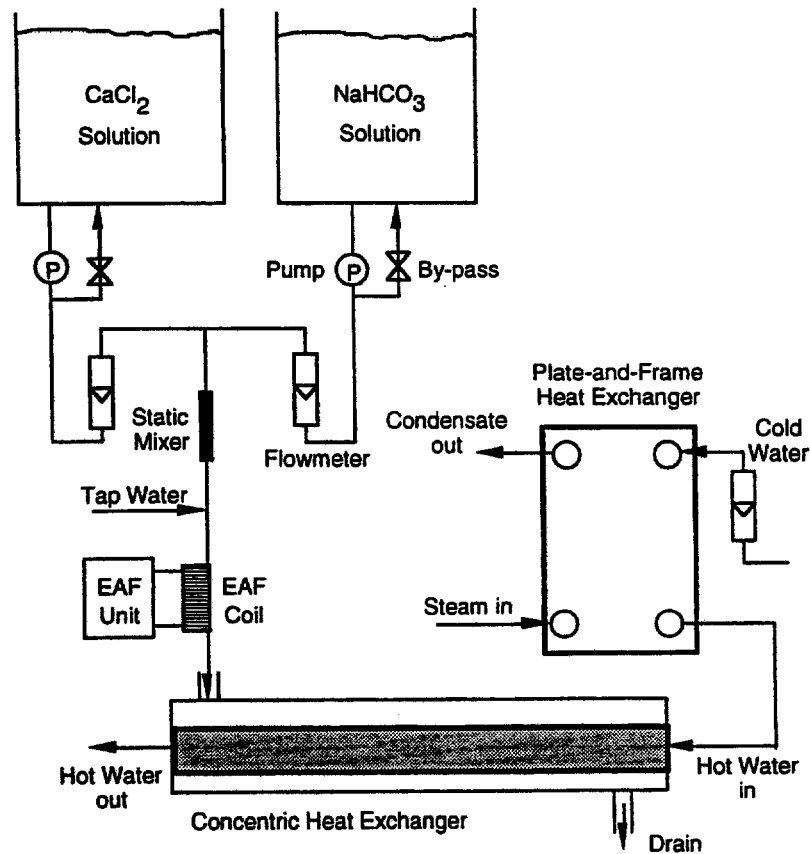 CaCl2
Solution
NaHCO3
Solution
P
Pump
P
By-pass
Static
Mixer
Flowmeter
Plate-and-Frame
Heat Exchanger
Condensate
out
Cold
Water
Tap Water
EAF
Unit
EAF
Coil
Steam in
Hot Water
out
Hot Water
in
Concentric Heat Exchanger
Drain